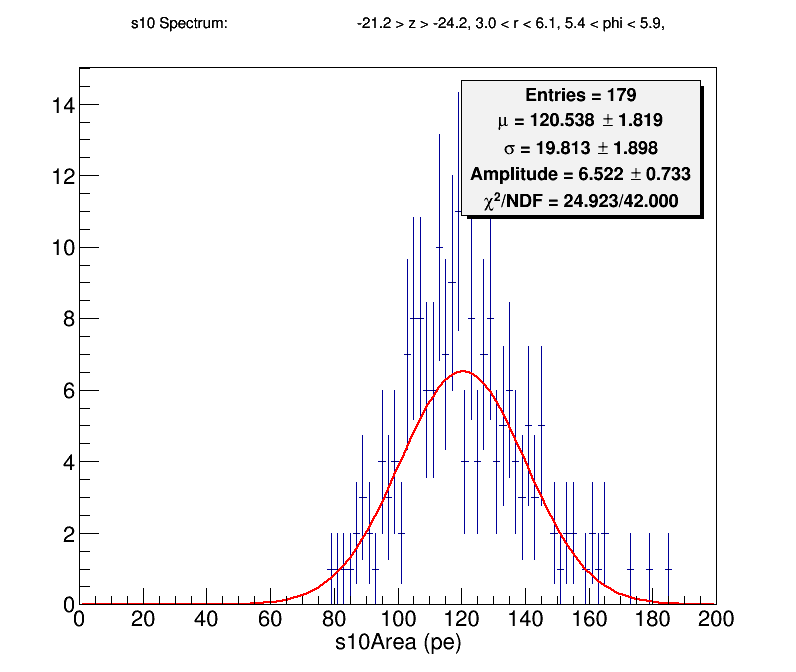 s10 Spectrum: -21.2 > z > -24.2, 3.0 < r < 6.1, 5.4 < phi < 5.9,
Entries = 179
μ = 120.538 ± 1.819
σ = 19.813 ± 1.898
Amplitude = 6.522 ± 0.733
χ²/NDF = 24.923/42.000
14
12
10
8
6
4
2
0
0 20 40 60 80 100 120 140 160 180 200
s10Area (pe)